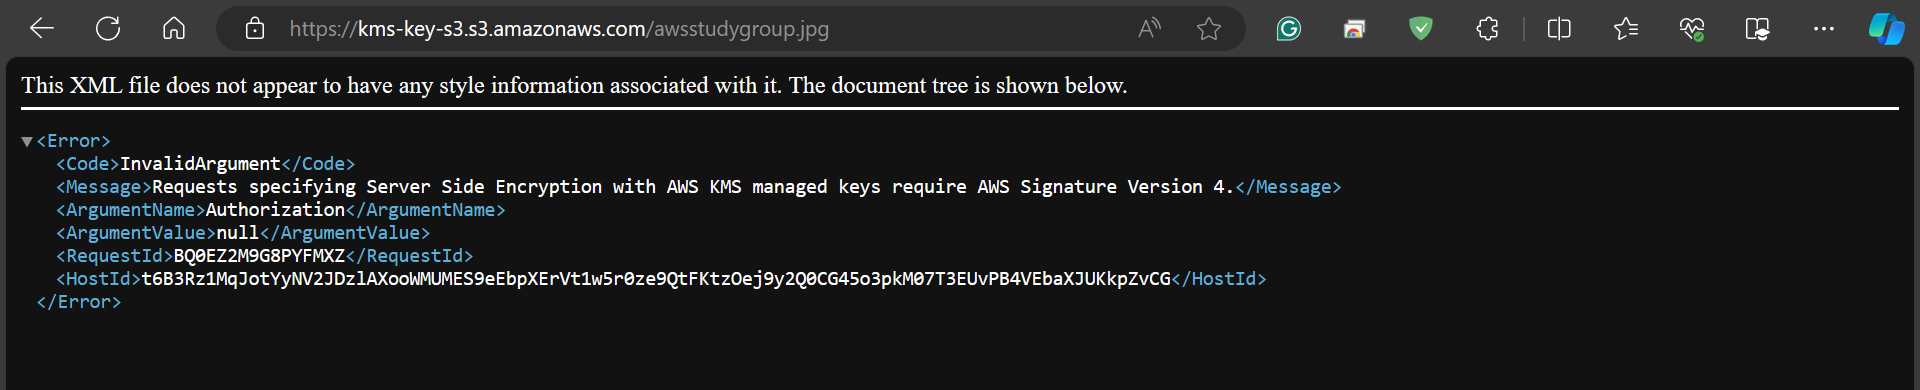 https://kms-key-s3.s3.amazonaws.com/awsstudygroup.jpg
This XML file does not appear to have any style information associated with it. The document tree is shown below.
<Error>
<Code>InvalidArgument</Code>
<Message>Requests specifying Server Side Encryption with AWS KMS managed keys require AWS Signature Version 4.</Message>
<ArgumentName>Authorization</ArgumentName>
<ArgumentValue>null</ArgumentValue>
<RequestId>BQ0EZ2M9G8PYFMXZ</RequestId>
<HostId>t6B3Rz1MqJotYyNV2JDzlAXooWMUMES9eEbpXErVt1w5r0ze9QtFKtzOej9y2Q0CG45o3pkM07T3EUvPB4VEbaXJUKkpZvCG</HostId>
</Error>